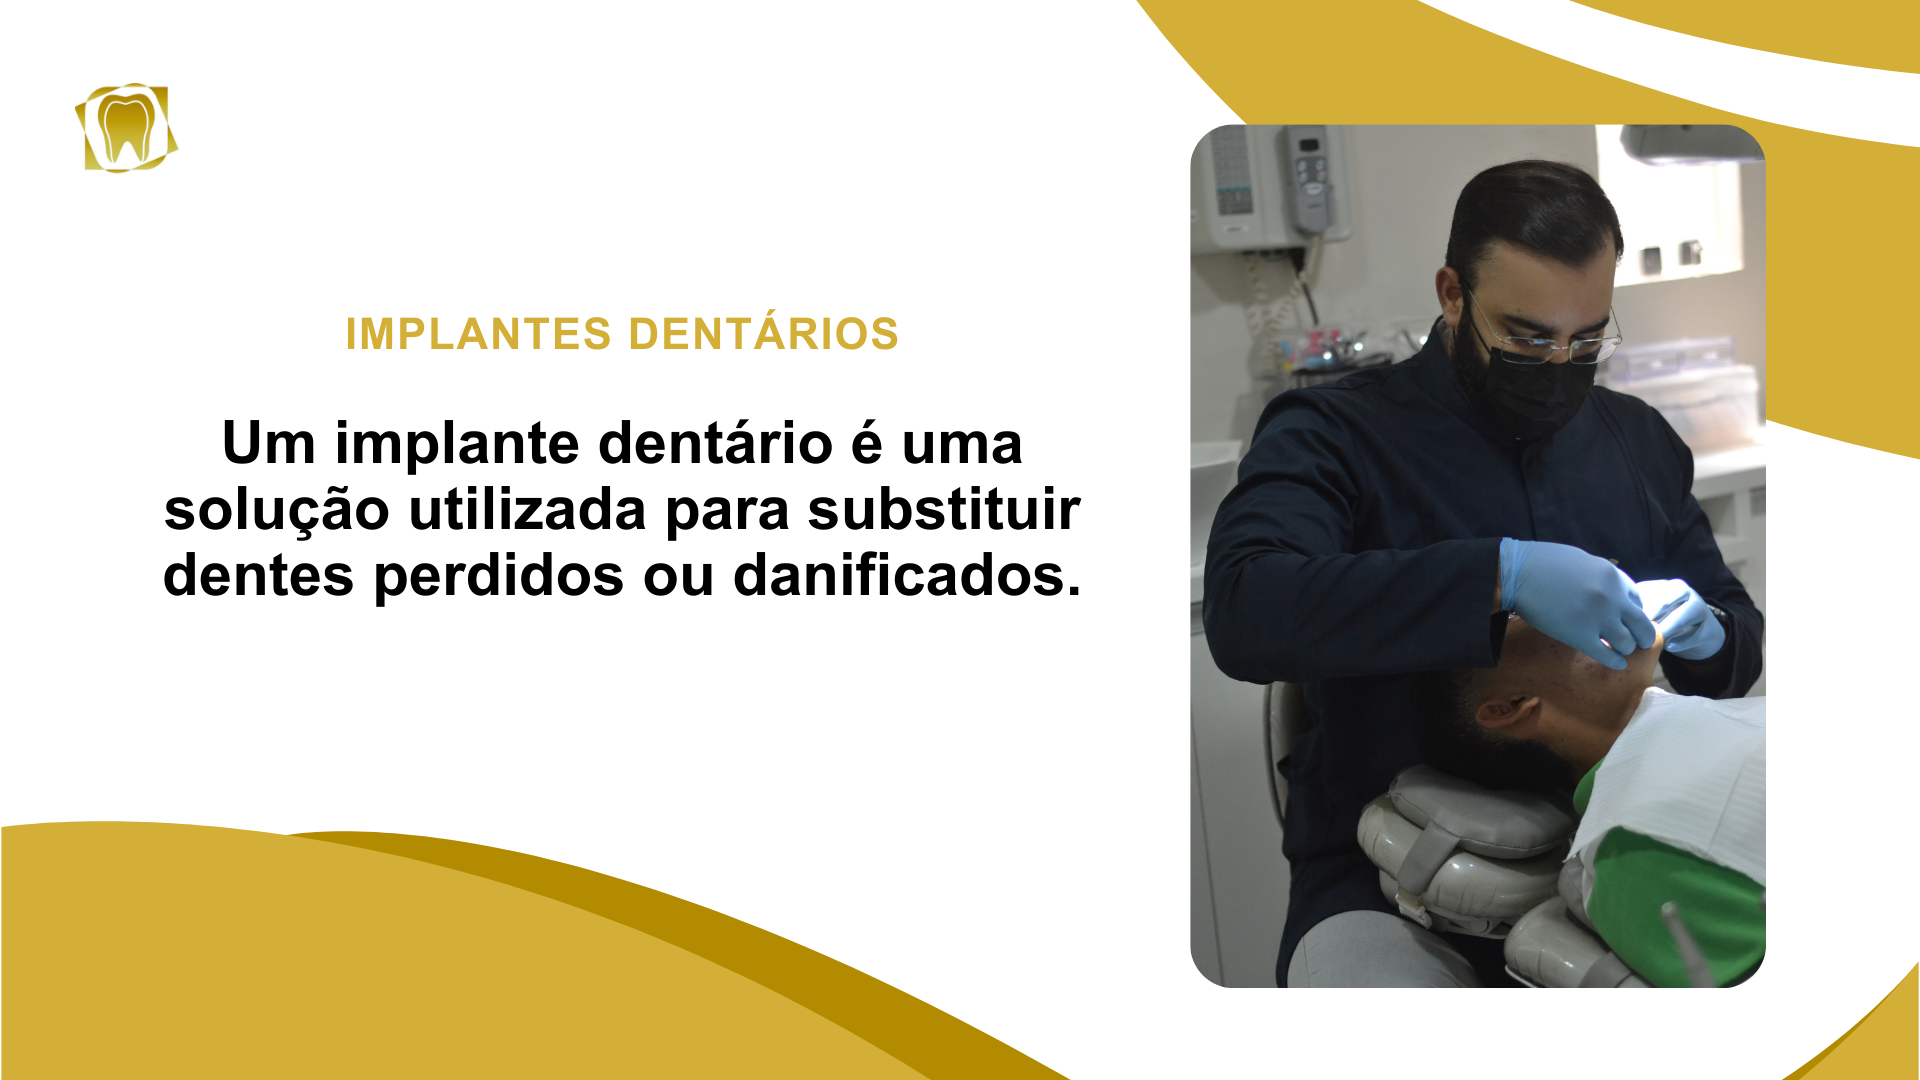 IMPLANTES DENTÁRIOS
Um implante dentário é uma
solução utilizada para substituir
dentes perdidos ou danificados.